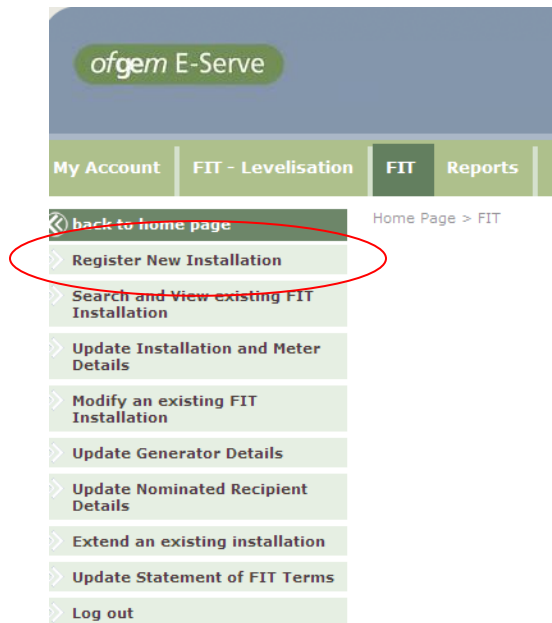 ofgem E-Serve
My Account FIT - Levelisation FIT Reports
back to home page
Home Page > FIT
Register New Installation
Search and View existing FIT
Installation
Update Installation and Meter
Details
Modify an existing FIT
Installation
Update Generator Details
Update Nominated Recipient
Details
Extend an existing installation
Update Statement of FIT Terms
Log out